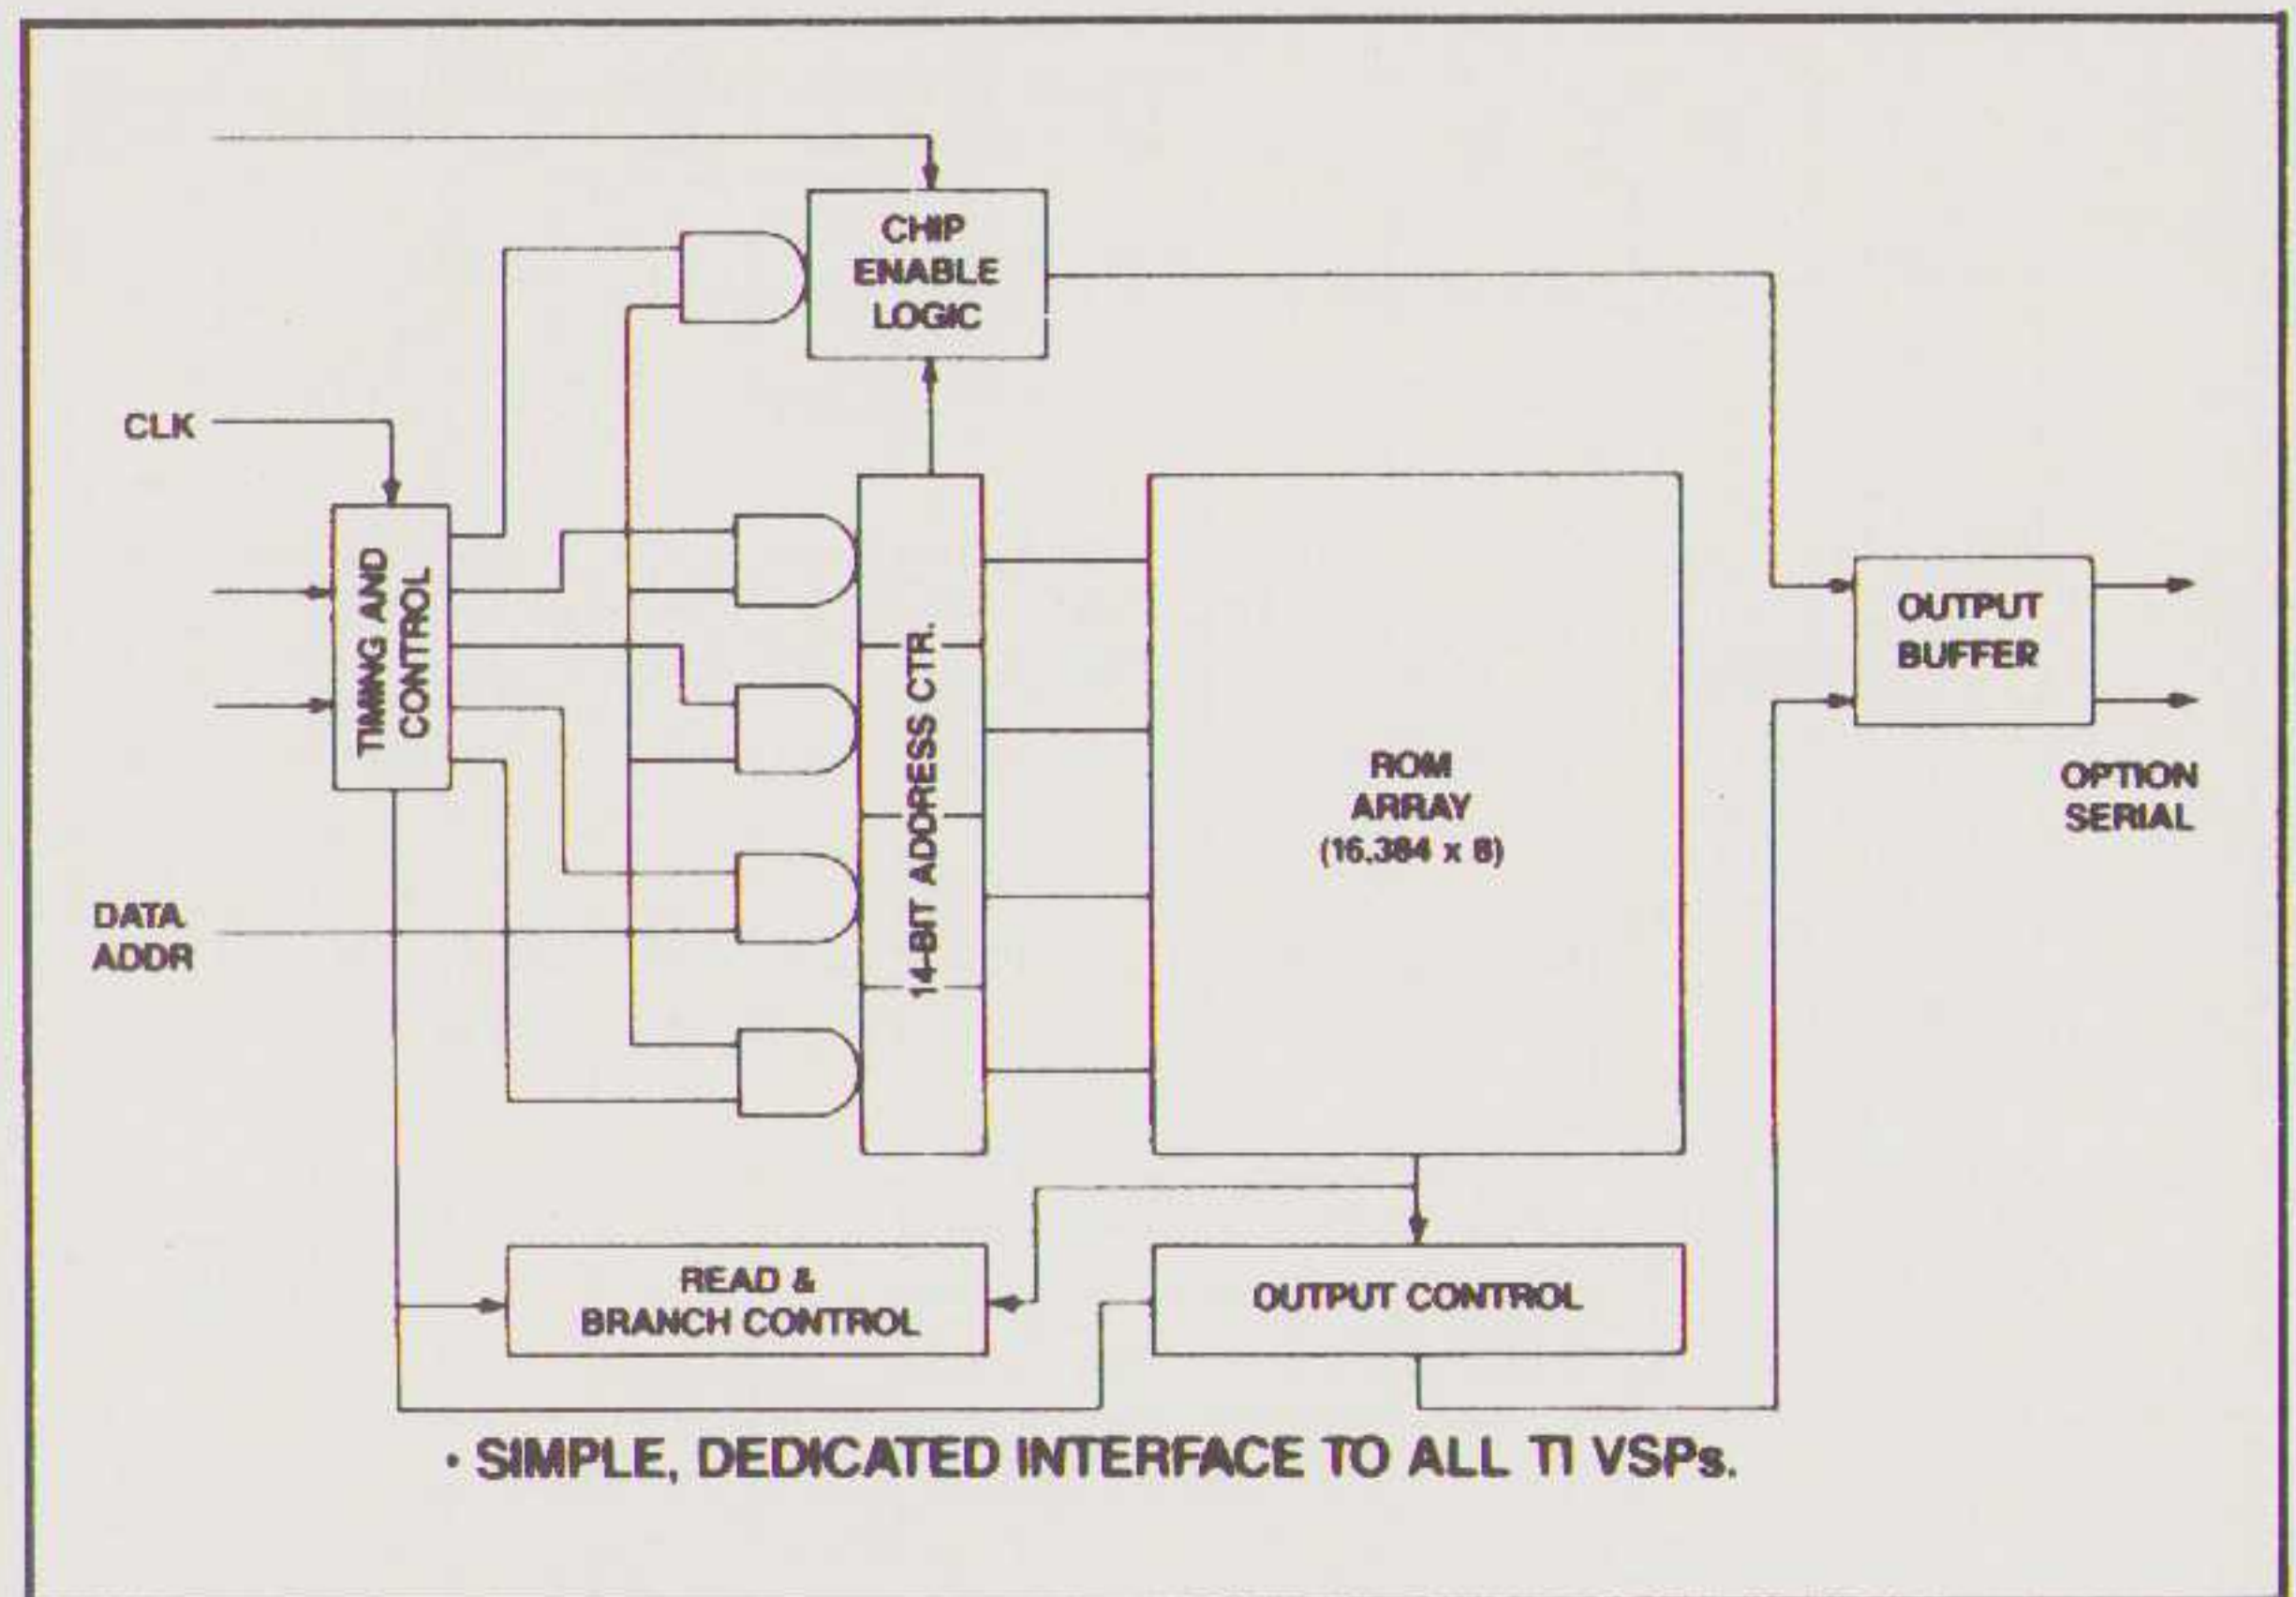 CHIP
ENABLE
LOGIC
CLK
TIMING AND
CONTROL
14-BIT ADDRESS CTR.
ROM
ARRAY
(16,384 x 8)
OUTPUT
BUFFER
OPTION
SERIAL
DATA
ADDR
READ &
BRANCH CONTROL
OUTPUT CONTROL
• SIMPLE, DEDICATED INTERFACE TO ALL TI VSPs.